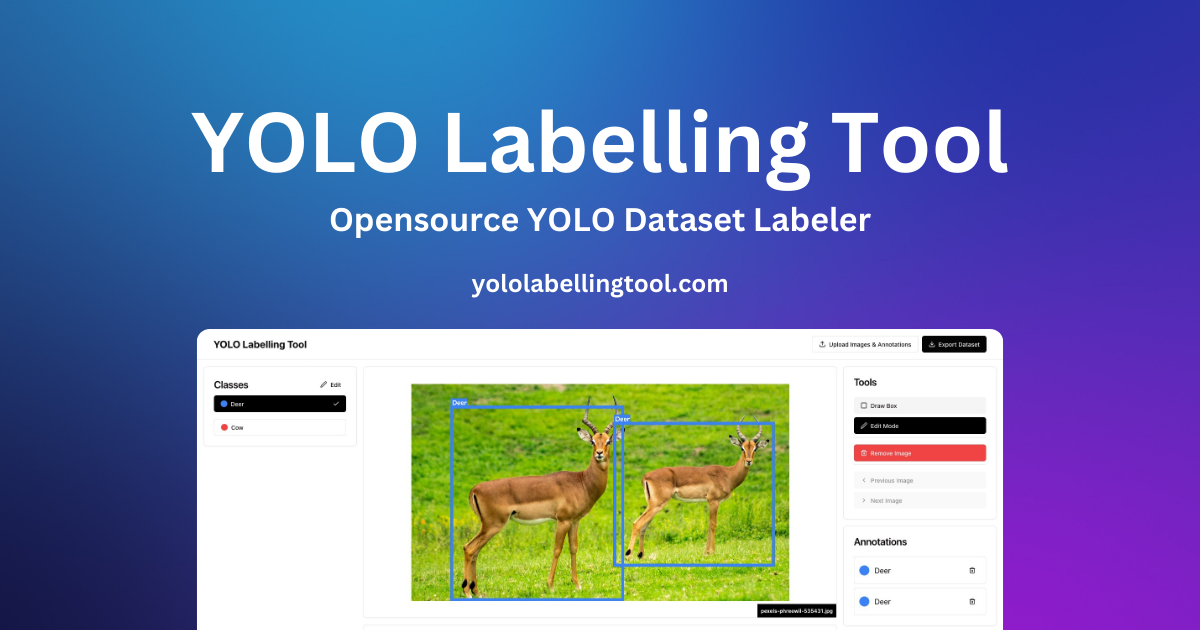 YOLO Labelling Tool
Opensource YOLO Dataset Labeler
yololabellingtool.com
YOLO Labelling Tool
Upload Images & Annotations
Export Dataset
Classes
Edit
Deer
Cow
Deer
Deer
pexels-phreewil-535431.jpg
Tools
Draw Box
Edit Mode
Remove Image
Previous Image
Next Image
Annotations
Deer
Deer